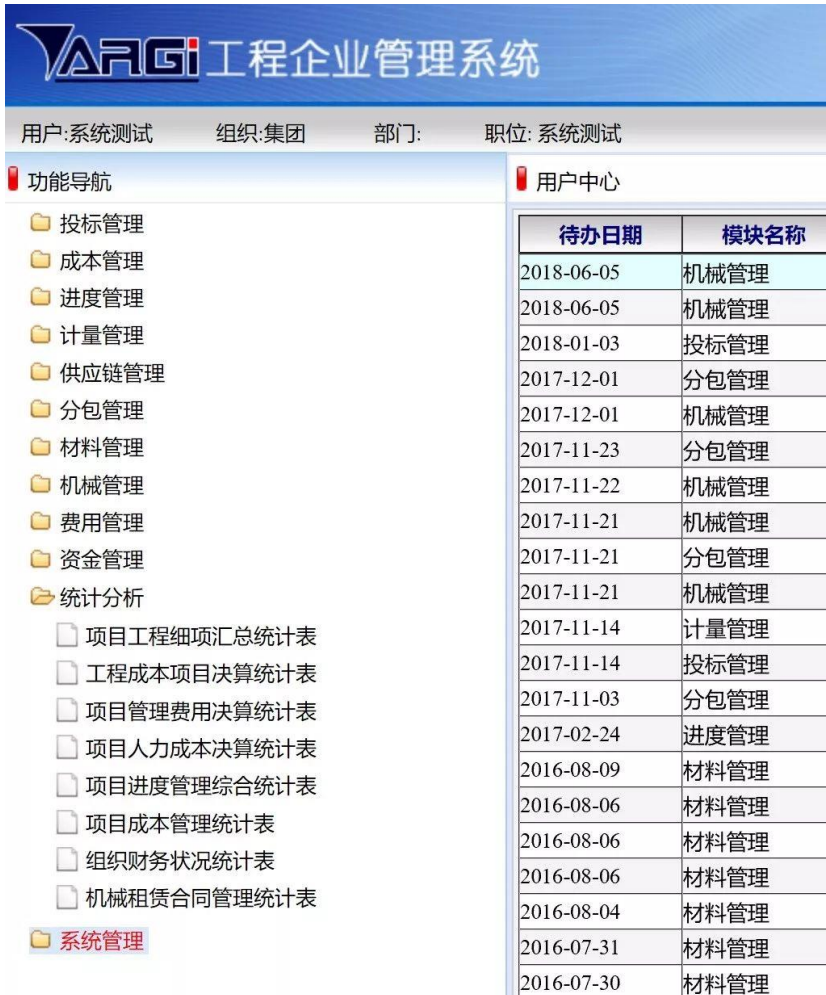 TARGi 工程企业管理系统
用户:系统测试 组织:集团 部门: 职位: 系统测试
功能导航
投标管理
成本管理
进度管理
计量管理
供应链管理
分包管理
材料管理
机械管理
费用管理
资金管理
统计分析
项目工程细项汇总统计表
工程成本项目决算统计表
项目管理费用决算统计表
项目人力成本决算统计表
项目进度管理综合统计表
项目成本管理统计表
组织财务状况统计表
机械租赁合同管理统计表
系统管理
用户中心
待办日期 模块名称
2018-06-05 机械管理
2018-06-05 机械管理
2018-01-03 投标管理
2017-12-01 分包管理
2017-12-01 机械管理
2017-11-23 分包管理
2017-11-22 机械管理
2017-11-21 机械管理
2017-11-21 分包管理
2017-11-21 机械管理
2017-11-14 计量管理
2017-11-14 投标管理
2017-11-03 分包管理
2017-02-24 进度管理
2016-08-09 材料管理
2016-08-06 材料管理
2016-08-06 材料管理
2016-08-06 材料管理
2016-08-04 材料管理
2016-07-31 材料管理
2016-07-30 材料管理